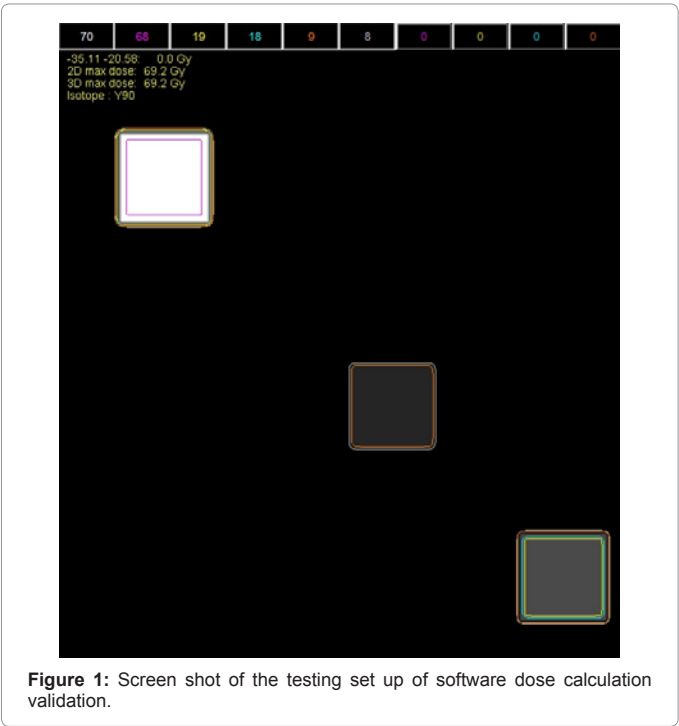 70 68 19 18 9 8 0 0 0 0
-35.11 -20.58: 0.0 Gy
2D max dose: 69.2 Gy
3D max dose: 69.2 Gy
Isotope : Y90
Figure 1: Screen shot of the testing set up of software dose calculation
validation.